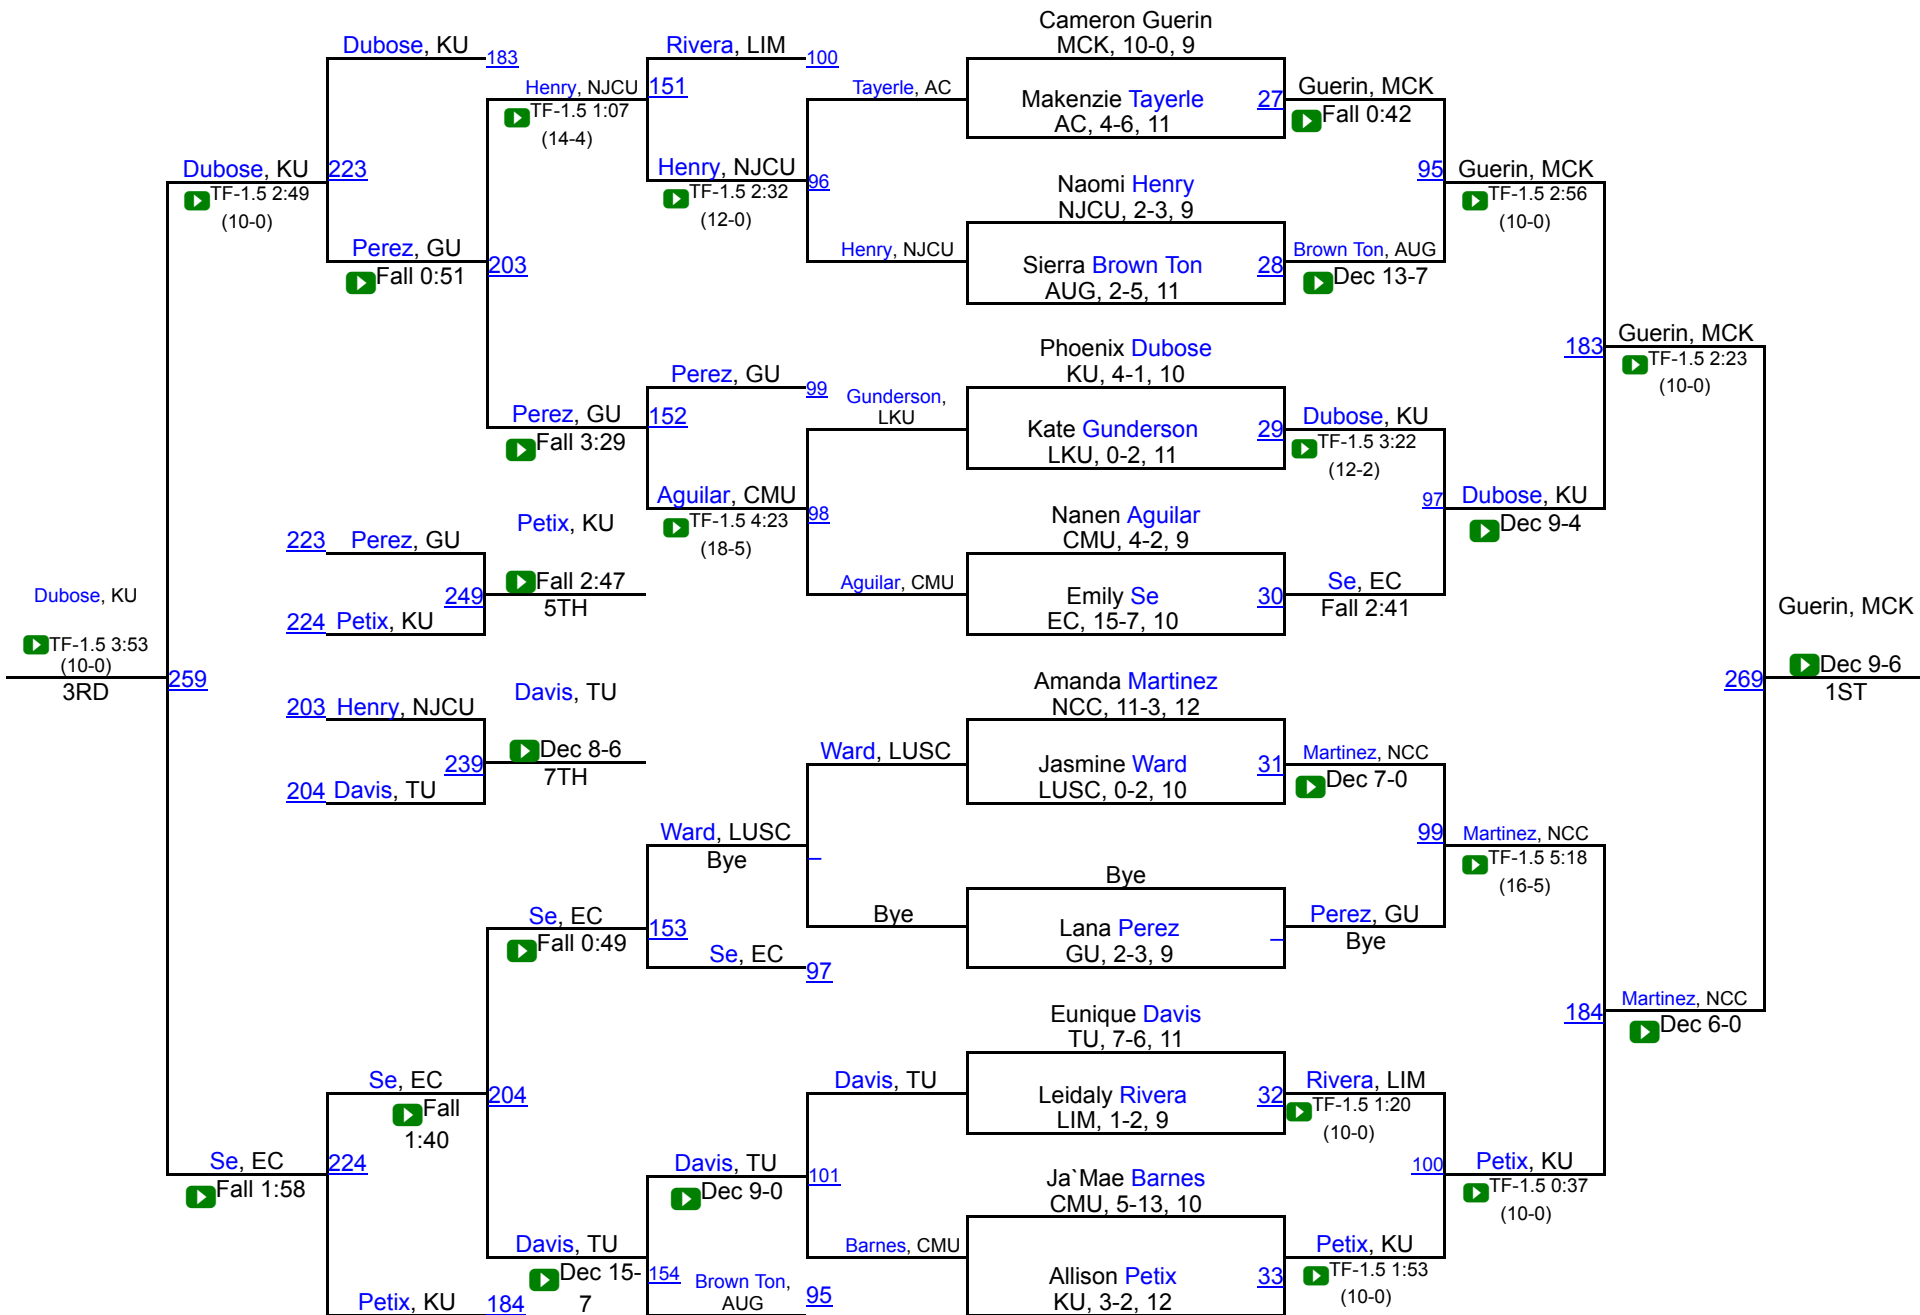 Cameron Guerin
MCK, 10-0, 9
Dubose, KU
183
Rivera, LIM
100
Henry, NJCU
151
TF-1.5 1:07
(14-4)
Tayerle, AC
Makenzie Tayerle
AC, 4-6, 11
27
Guerin, MCK
Fall 0:42
Dubose, KU
223
TF-1.5 2:49
(10-0)
Henry, NJCU
96
TF-1.5 2:32
(12-0)
Naomi Henry
NJCU, 2-3, 9
95
Guerin, MCK
TF-1.5 2:56
(10-0)
Perez, GU
203
Fall 0:51
Henry, NJCU
Sierra Brown Ton
AUG, 2-5, 11
28
Brown Ton, AUG
Dec 13-7
Phoenix Dubose
KU, 4-1, 10
183
Guerin, MCK
TF-1.5 2:23
(10-0)
Perez, GU
99
Perez, GU
152
Fall 3:29
Gunderson,
LKU
Kate Gunderson
LKU, 0-2, 11
29
Dubose, KU
TF-1.5 3:22
(12-2)
Aguilar, CMU
98
TF-1.5 4:23
(18-5)
Nanen Aguilar
CMU, 4-2, 9
97
Dubose, KU
Dec 9-4
Petix, KU
223 Perez, GU
249
Fall 2:47
5TH
224 Petix, KU
Aguilar, CMU
Emily Se
EC, 15-7, 10
30
Se, EC
Fall 2:41
Dubose, KU
TF-1.5 3:53
(10-0)
3RD
259
Guerin, MCK
269
Dec 9-6
1ST
Davis, TU
203 Henry, NJCU
239
Dec 8-6
7TH
204 Davis, TU
Amanda Martinez
NCC, 11-3, 12
Ward, LUSC
Jasmine Ward
LUSC, 0-2, 10
31
Martinez, NCC
Dec 7-0
Ward, LUSC
Bye
99
Martinez, NCC
TF-1.5 5:18
(16-5)
Bye
Se, EC
153
Fall 0:49
Bye
Lana Perez
GU, 2-3, 9
Perez, GU
Bye
Se, EC
97
Eunique Davis
TU, 7-6, 11
184
Martinez, NCC
Dec 6-0
Se, EC
204
Fall
1:40
Davis, TU
Leidaly Rivera
LIM, 1-2, 9
32
Rivera, LIM
TF-1.5 1:20
(10-0)
Se, EC
224
Fall 1:58
Davis, TU
101
Dec 9-0
Ja`Mae Barnes
CMU, 5-13, 10
100
Petix, KU
TF-1.5 0:37
(10-0)
Davis, TU
154
Dec 15-
7
Barnes, CMU
Allison Petix
KU, 3-2, 12
33
Petix, KU
TF-1.5 1:53
(10-0)
Petix, KU
184
Brown Ton,
AUG
95